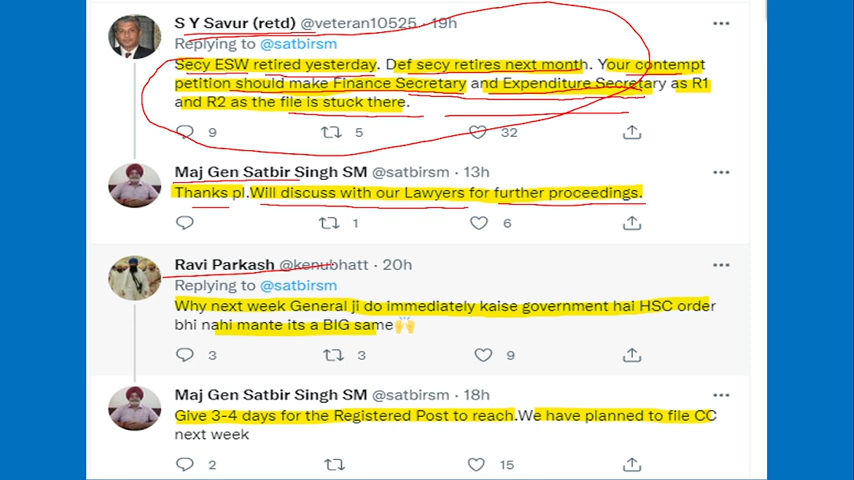 S Y Savur (retd) @veteran10525 · 19h
Replying to @satbirsm
Secy ESW retired yesterday. Def secy retires next month. Your contempt
petition should make Finance Secretary and Expenditure Secretary as R1
and R2 as the file is stuck there.
9 5 32
Maj Gen Satbir Singh SM @satbirsm · 13h
Thanks pl.Will discuss with our Lawyers for further proceedings.
1 6
Ravi Parkash @kenubhatt · 20h
Replying to @satbirsm
Why next week General ji do immediately kaise government hai HSC order
bhi nahi mante its a BIG same🙌
3 3 9
Maj Gen Satbir Singh SM @satbirsm · 18h
Give 3-4 days for the Registered Post to reach.We have planned to file CC
next week
2 15